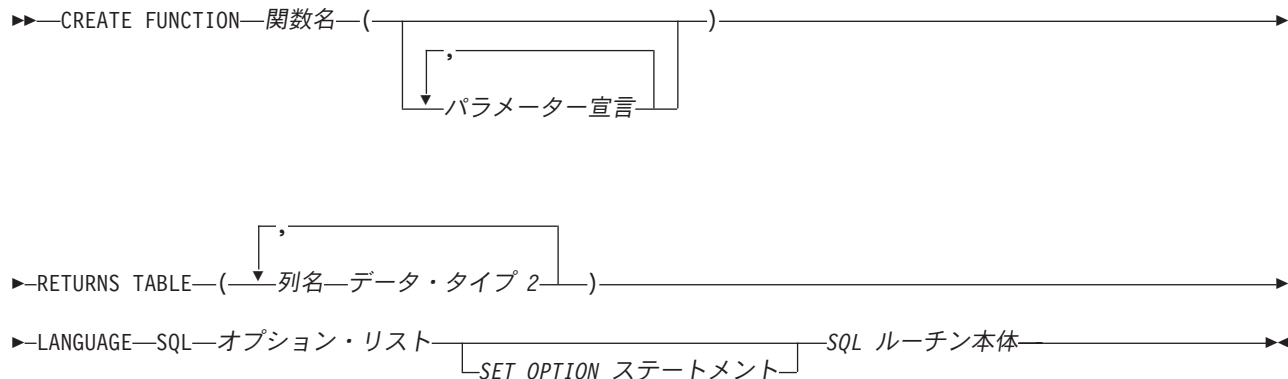 CREATE FUNCTION 関数名 ( )
,
パラメーター宣言
,
RETURNS TABLE ( 列名 データ・タイプ 2 )
LANGUAGE SQL オプション・リスト SQL ルーチン本体
SET OPTION ステートメント